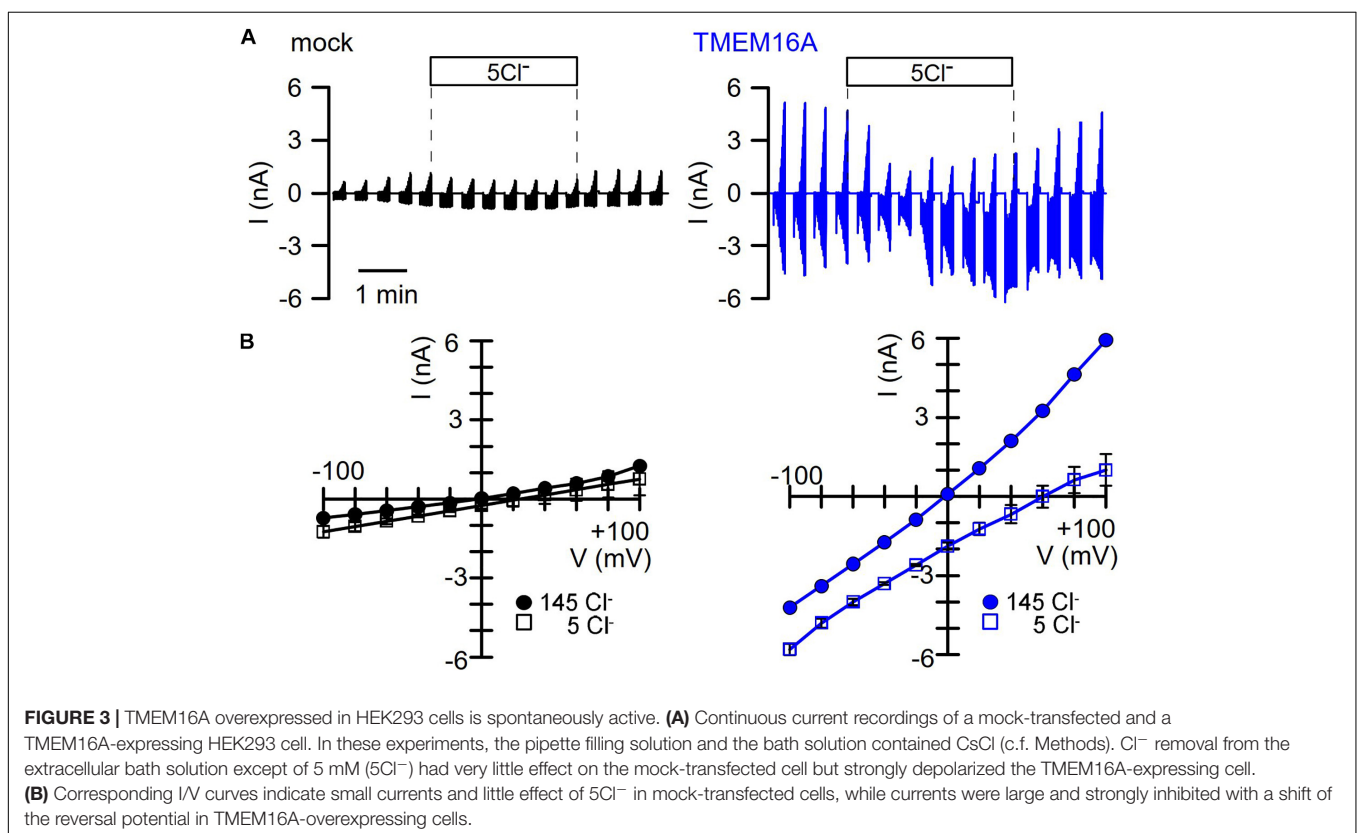 A mock TMEM16A
5Cl⁻ 5Cl⁻
6 6
3 3
0 0
-3 -3
-6 -6
I (nA) I (nA)
1 min
B
I (nA) I (nA)
6 6
3 3
-100 -100
+100 +100
V (mV) V (mV)
-3 -3
145 Cl⁻ 145 Cl⁻
5 Cl⁻ 5 Cl⁻
-6 -6
FIGURE 3 | TMEM16A overexpressed in HEK293 cells is spontaneously active. (A) Continuous current recordings of a mock-transfected and a
TMEM16A-expressing HEK293 cell. In these experiments, the pipette filling solution and the bath solution contained CsCl (c.f. Methods). Cl⁻ removal from the
extracellular bath solution except of 5 mM (5Cl⁻) had very little effect on the mock-transfected cell but strongly depolarized the TMEM16A-expressing cell.
(B) Corresponding I/V curves indicate small currents and little effect of 5Cl⁻ in mock-transfected cells, while currents were large and strongly inhibited with a shift of
the reversal potential in TMEM16A-overexpressing cells.